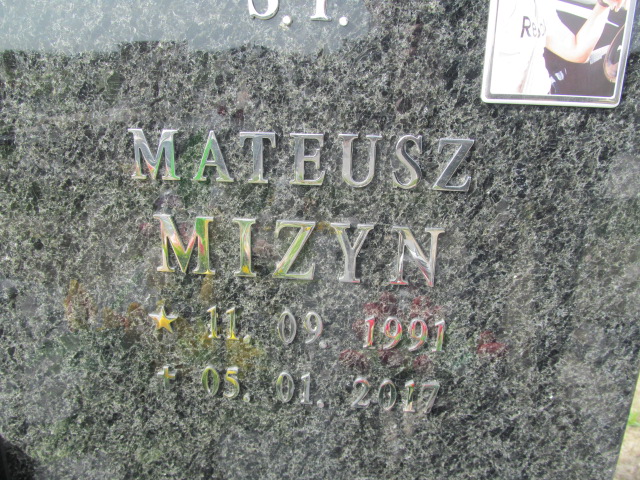 Ś.P.
MATEUSZ
MIZYN
★ 11. 09. 1991
✝ 05. 01. 2017